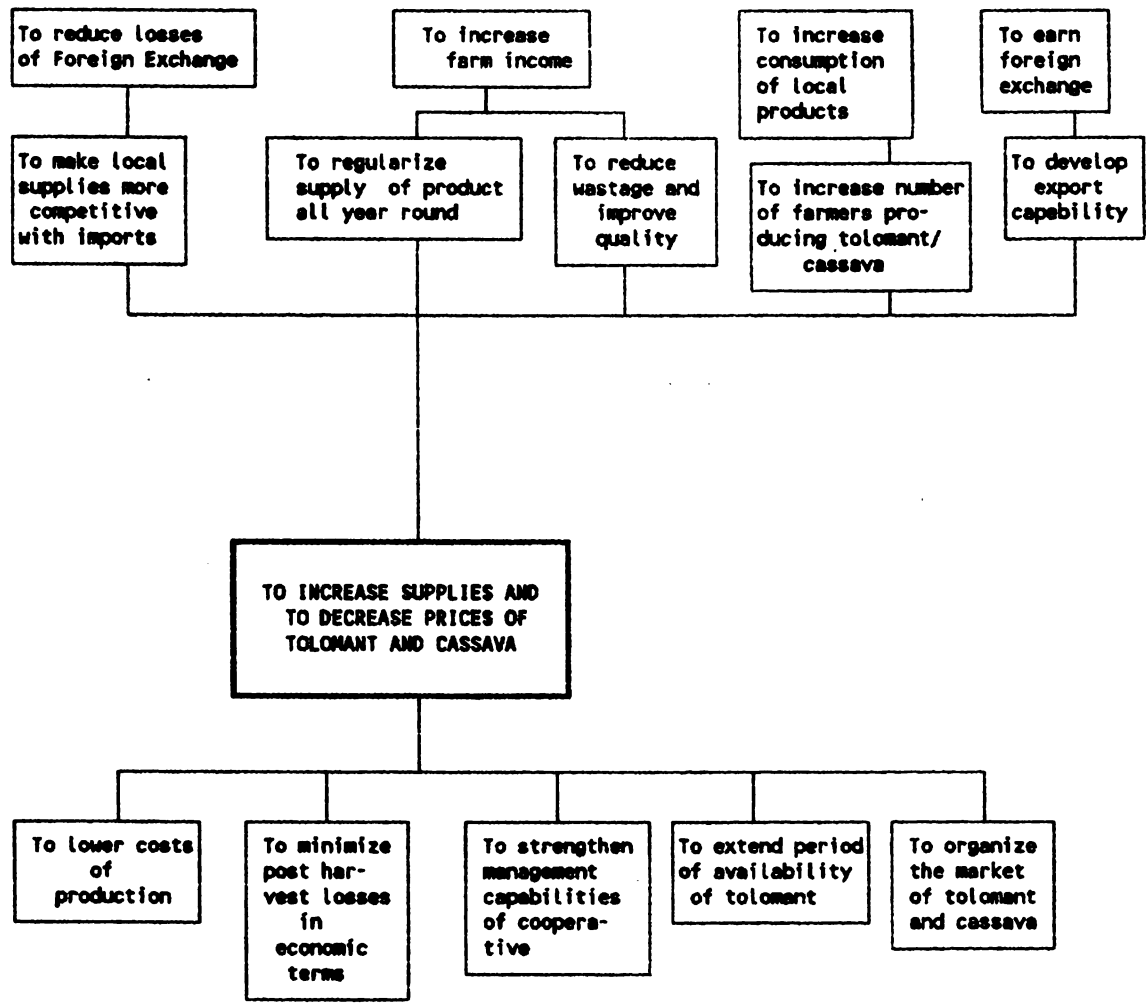 To reduce losses
of Foreign Exchange
To increase
farm income
To increase
consumption
of local
products
To earn
foreign
exchange
To make local
supplies more
competitive
with imports
To regularize
supply of product
all year round
To reduce
wastage and
improve
quality
To increase number
of farmers pro-
ducing tolomant/
cassava
To develop
export
capability
TO INCREASE SUPPLIES AND
TO DECREASE PRICES OF
TOLOMANT AND CASSAVA
To lower costs
of
production
To minimize
post har-
vest losses
in
economic
terms
To strengthen
management
capabilities
of coopera-
tive
To extend period
of availability
of tolomant
To organize
the market
of tolomant
and cassava